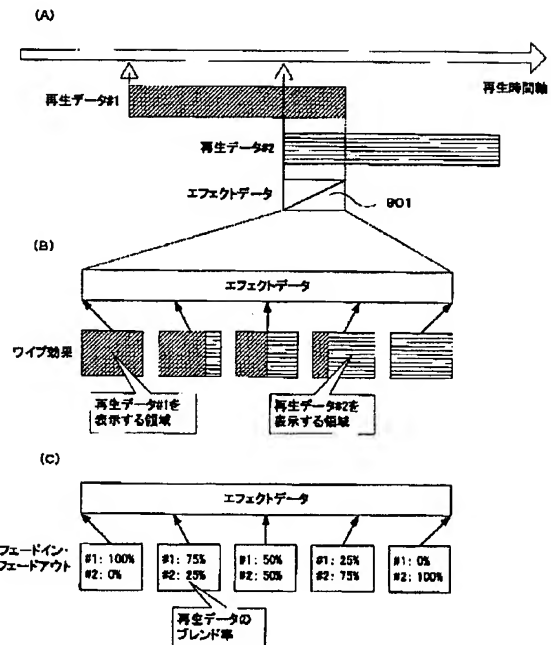 (A)
再生時間軸
再生データ#1
再生データ#2
エフェクトデータ
901
(B)
エフェクトデータ
ワイプ効果
再生データ#1を
表示する領域
再生データ#2を
表示する領域
(C)
エフェクトデータ
フェードイン・
フェードアウト
#1: 100%
#2: 0%
#1: 75%
#2: 25%
#1: 50%
#2: 50%
#1: 25%
#2: 75%
#1: 0%
#2: 100%
再生データの
ブレンド率